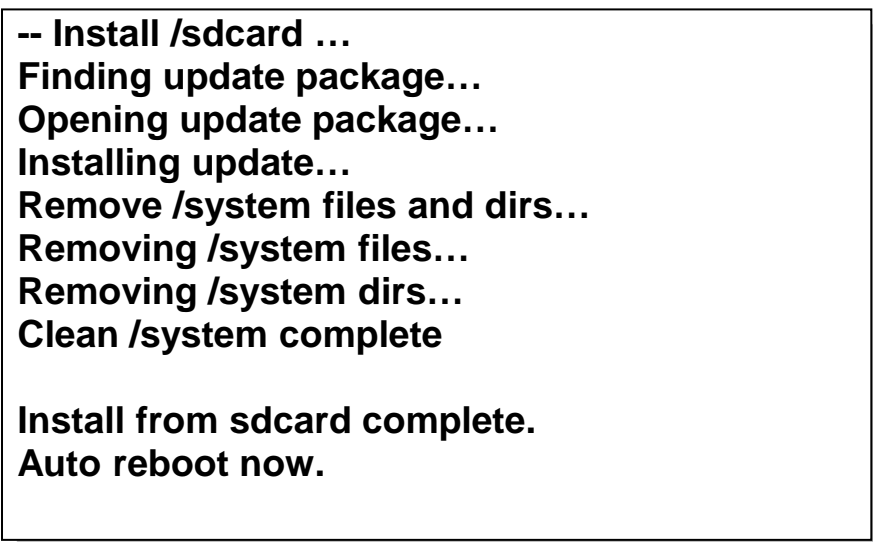 -- Install /sdcard …
Finding update package…
Opening update package…
Installing update…
Remove /system files and dirs…
Removing /system files…
Removing /system dirs…
Clean /system complete
Install from sdcard complete.
Auto reboot now.